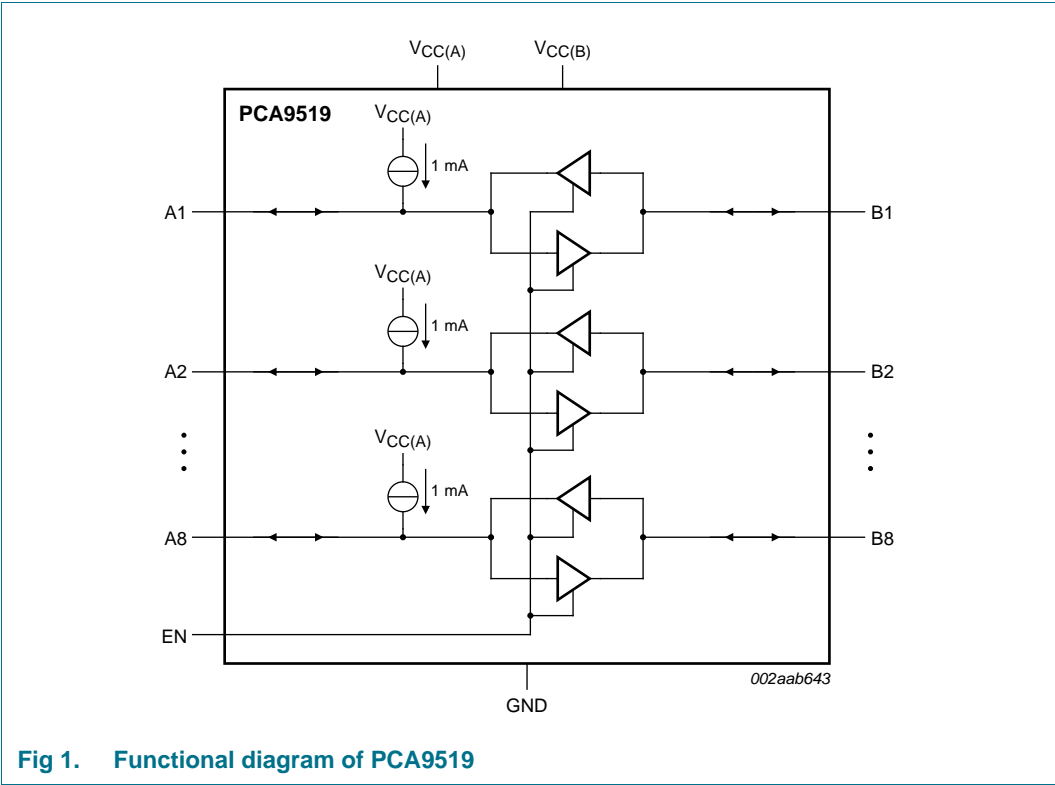 VCC(A) VCC(B)
PCA9519
VCC(A)
1 mA
A1 B1
VCC(A)
1 mA
A2 B2
VCC(A)
1 mA
A8 B8
EN
002aab643
GND
Fig 1. Functional diagram of PCA9519